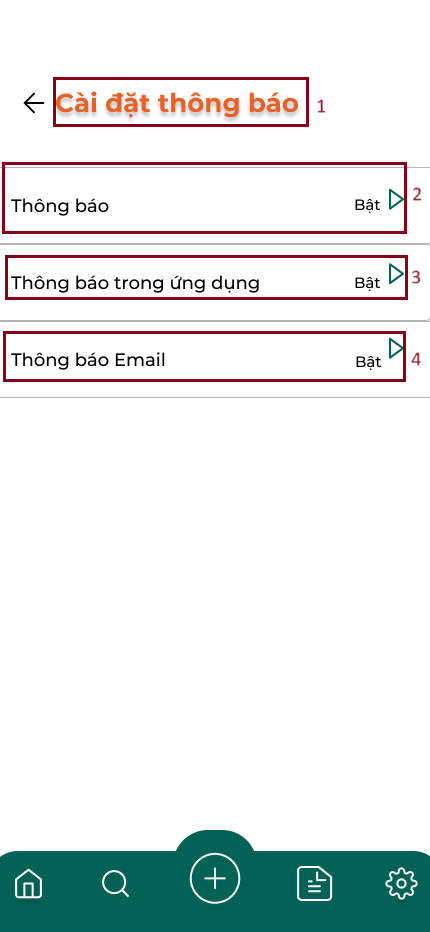 Cài đặt thông báo 1
Thông báo Bật 2
Thông báo trong ứng dụng Bật 3
Thông báo Email Bật 4